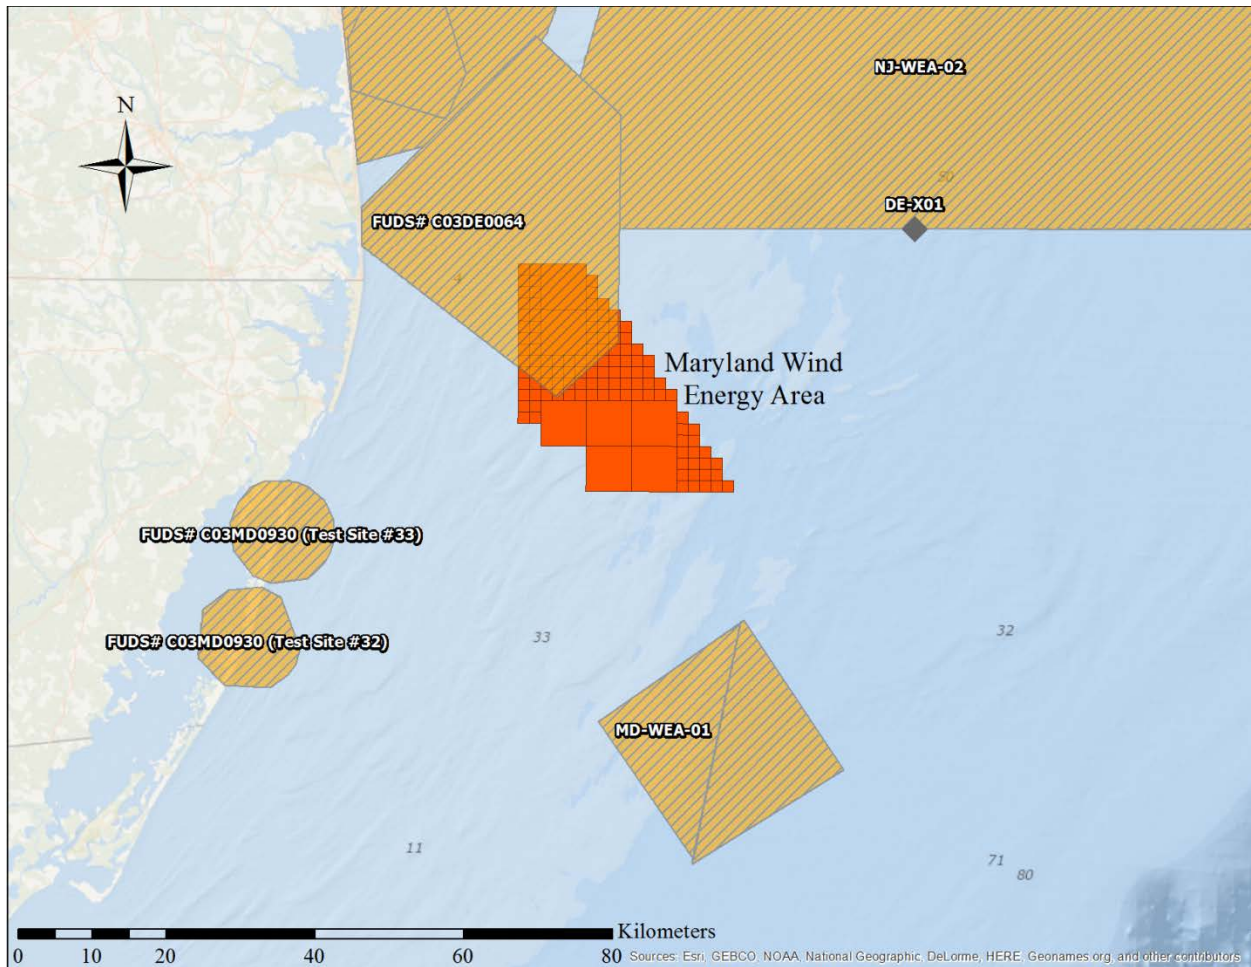 NJ-WEA-02
N
50
DE-X01
FUDS# C03DE0064
4
Maryland Wind
Energy Area
FUDS# C03MD0930 (Test Site #33)
FUDS# C03MD0930 (Test Site #32)
33
32
MD-WEA-01
11
71
80
Kilometers
0 10 20 40 60 80
Sources: Esri, GEBCO, NOAA, National Geographic, DeLorme, HERE, Geonames.org, and other contributors